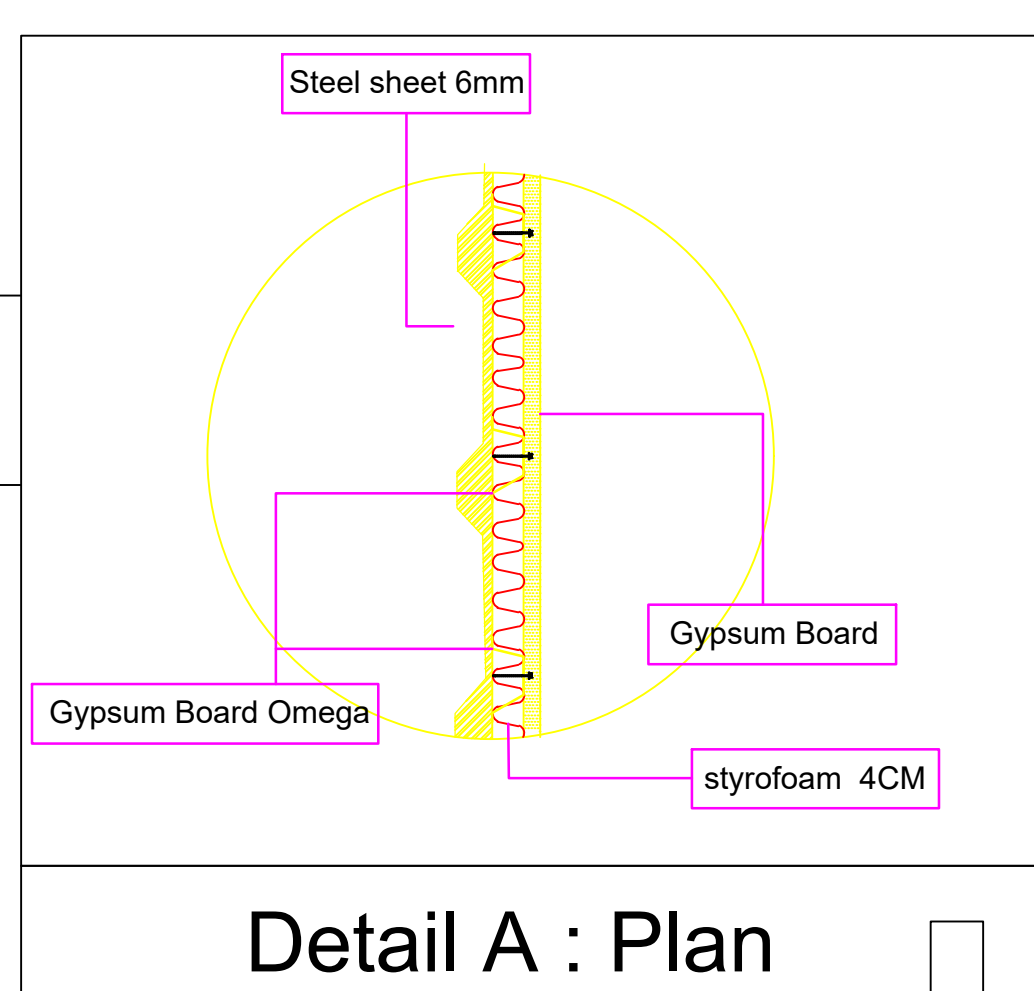 Steel sheet 6mm
Gypsum Board
Gypsum Board Omega
styrofoam 4CM
Detail A : Plan